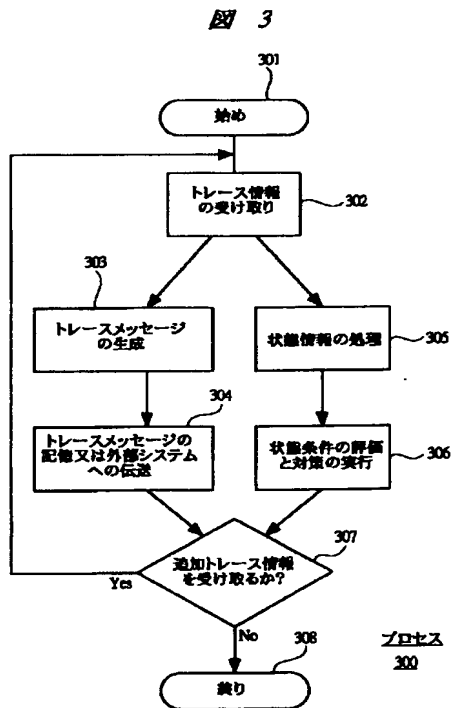 図 3
301
始め
トレース情報
の受け取り
302
303
トレースメッセージ
の生成
状態情報の処理
305
304
トレースメッセージの
記憶又は外部システム
への伝送
状態条件の評価
と対策の実行
306
307
追加トレース情報
を受け取るか?
Yes
No
308
終り
プロセス
300